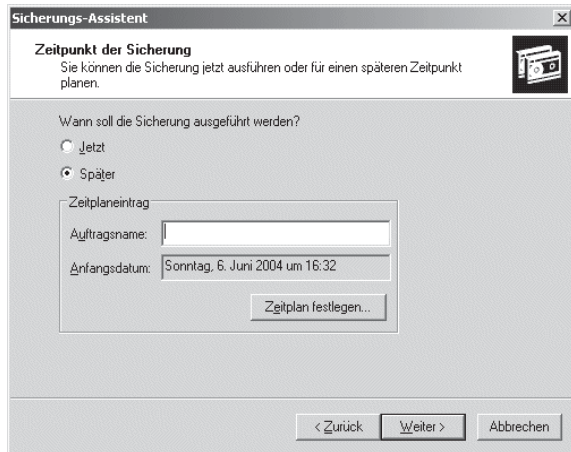 Sicherungs-Assistent
Zeitpunkt der Sicherung
Sie können die Sicherung jetzt ausführen oder für einen späteren Zeitpunkt
planen.
Wann soll die Sicherung ausgeführt werden?
Jetzt
Später
Zeitplaneintrag
Auftragsname:
Anfangsdatum: Sonntag, 6. Juni 2004 um 16:32
Zeitplan festlegen...
< Zurück Weiter > Abbrechen